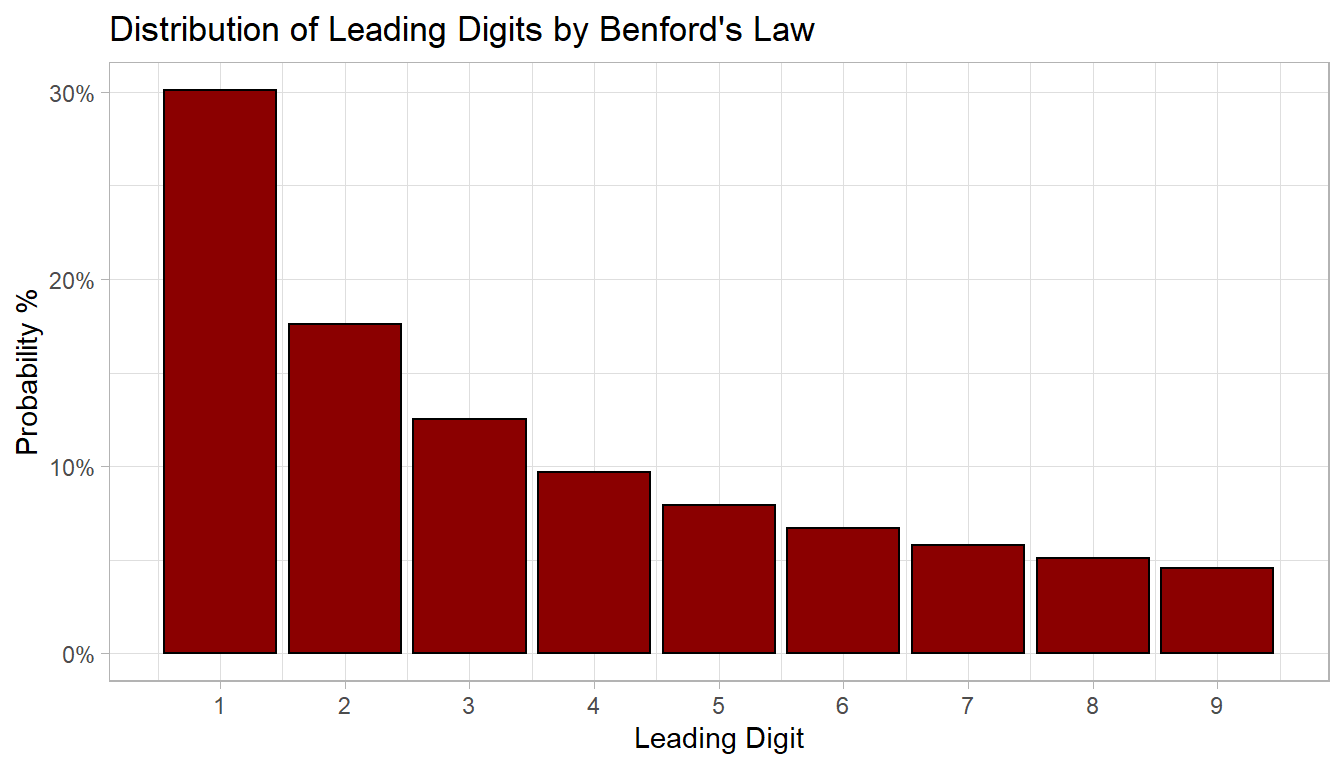 Distribution of Leading Digits by Benford's Law
Probability %
30%
20%
10%
0%
1 2 3 4 5 6 7 8 9
Leading Digit